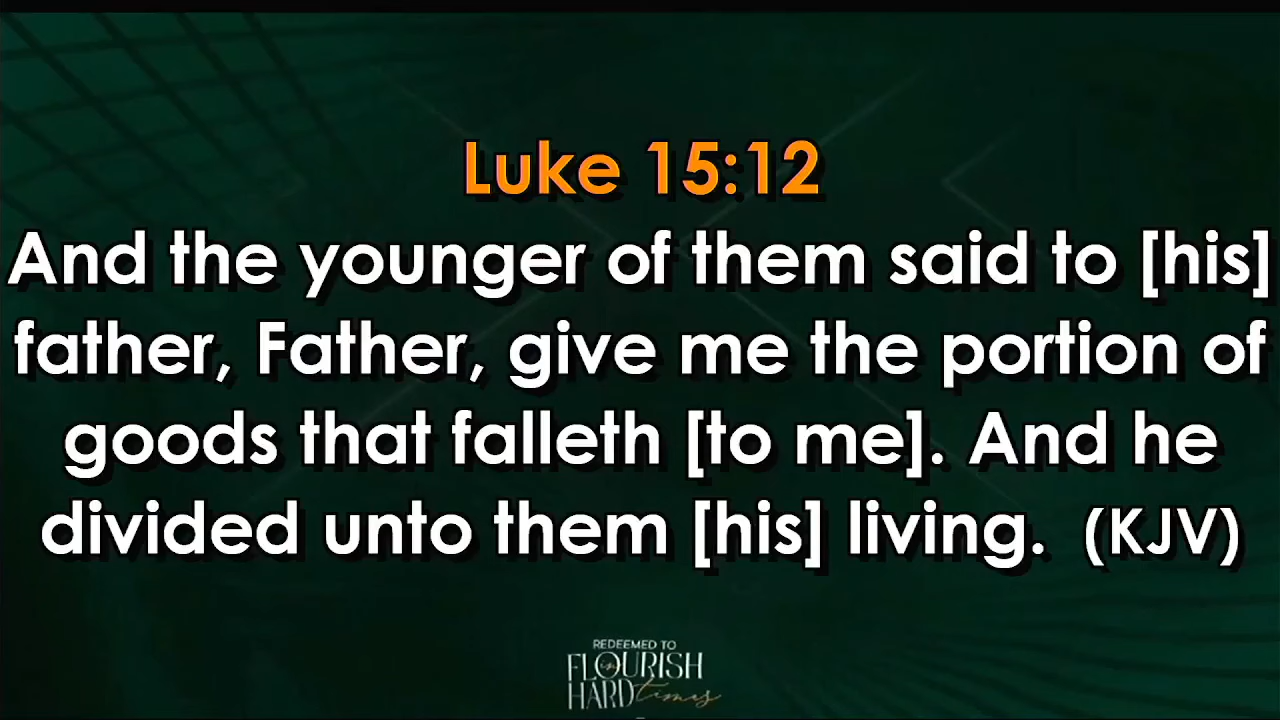 Luke 15:12
And the younger of them said to [his]
father, Father, give me the portion of
goods that falleth [to me]. And he
divided unto them [his] living.  (KJV)
REDEEMED TO
FLOURISH in
HARD times